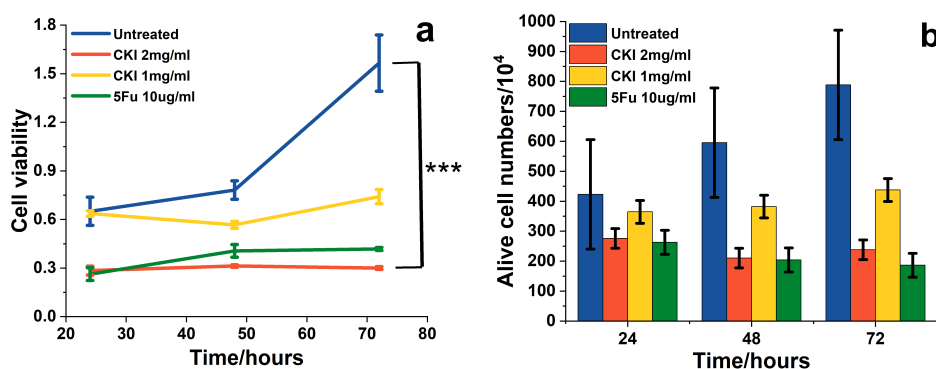 a
Untreated
CKI 2mg/ml
CKI 1mg/ml
5Fu 10ug/ml
***
Cell viability
1.8
1.5
1.2
0.9
0.6
0.3
0.0
20 30 40 50 60 70 80
Time/hours
b
Untreated
CKI 2mg/ml
CKI 1mg/ml
5Fu 10ug/ml
Alive cell numbers/10⁴
1000
900
800
700
600
500
400
300
200
100
0
24 48 72
Time/hours